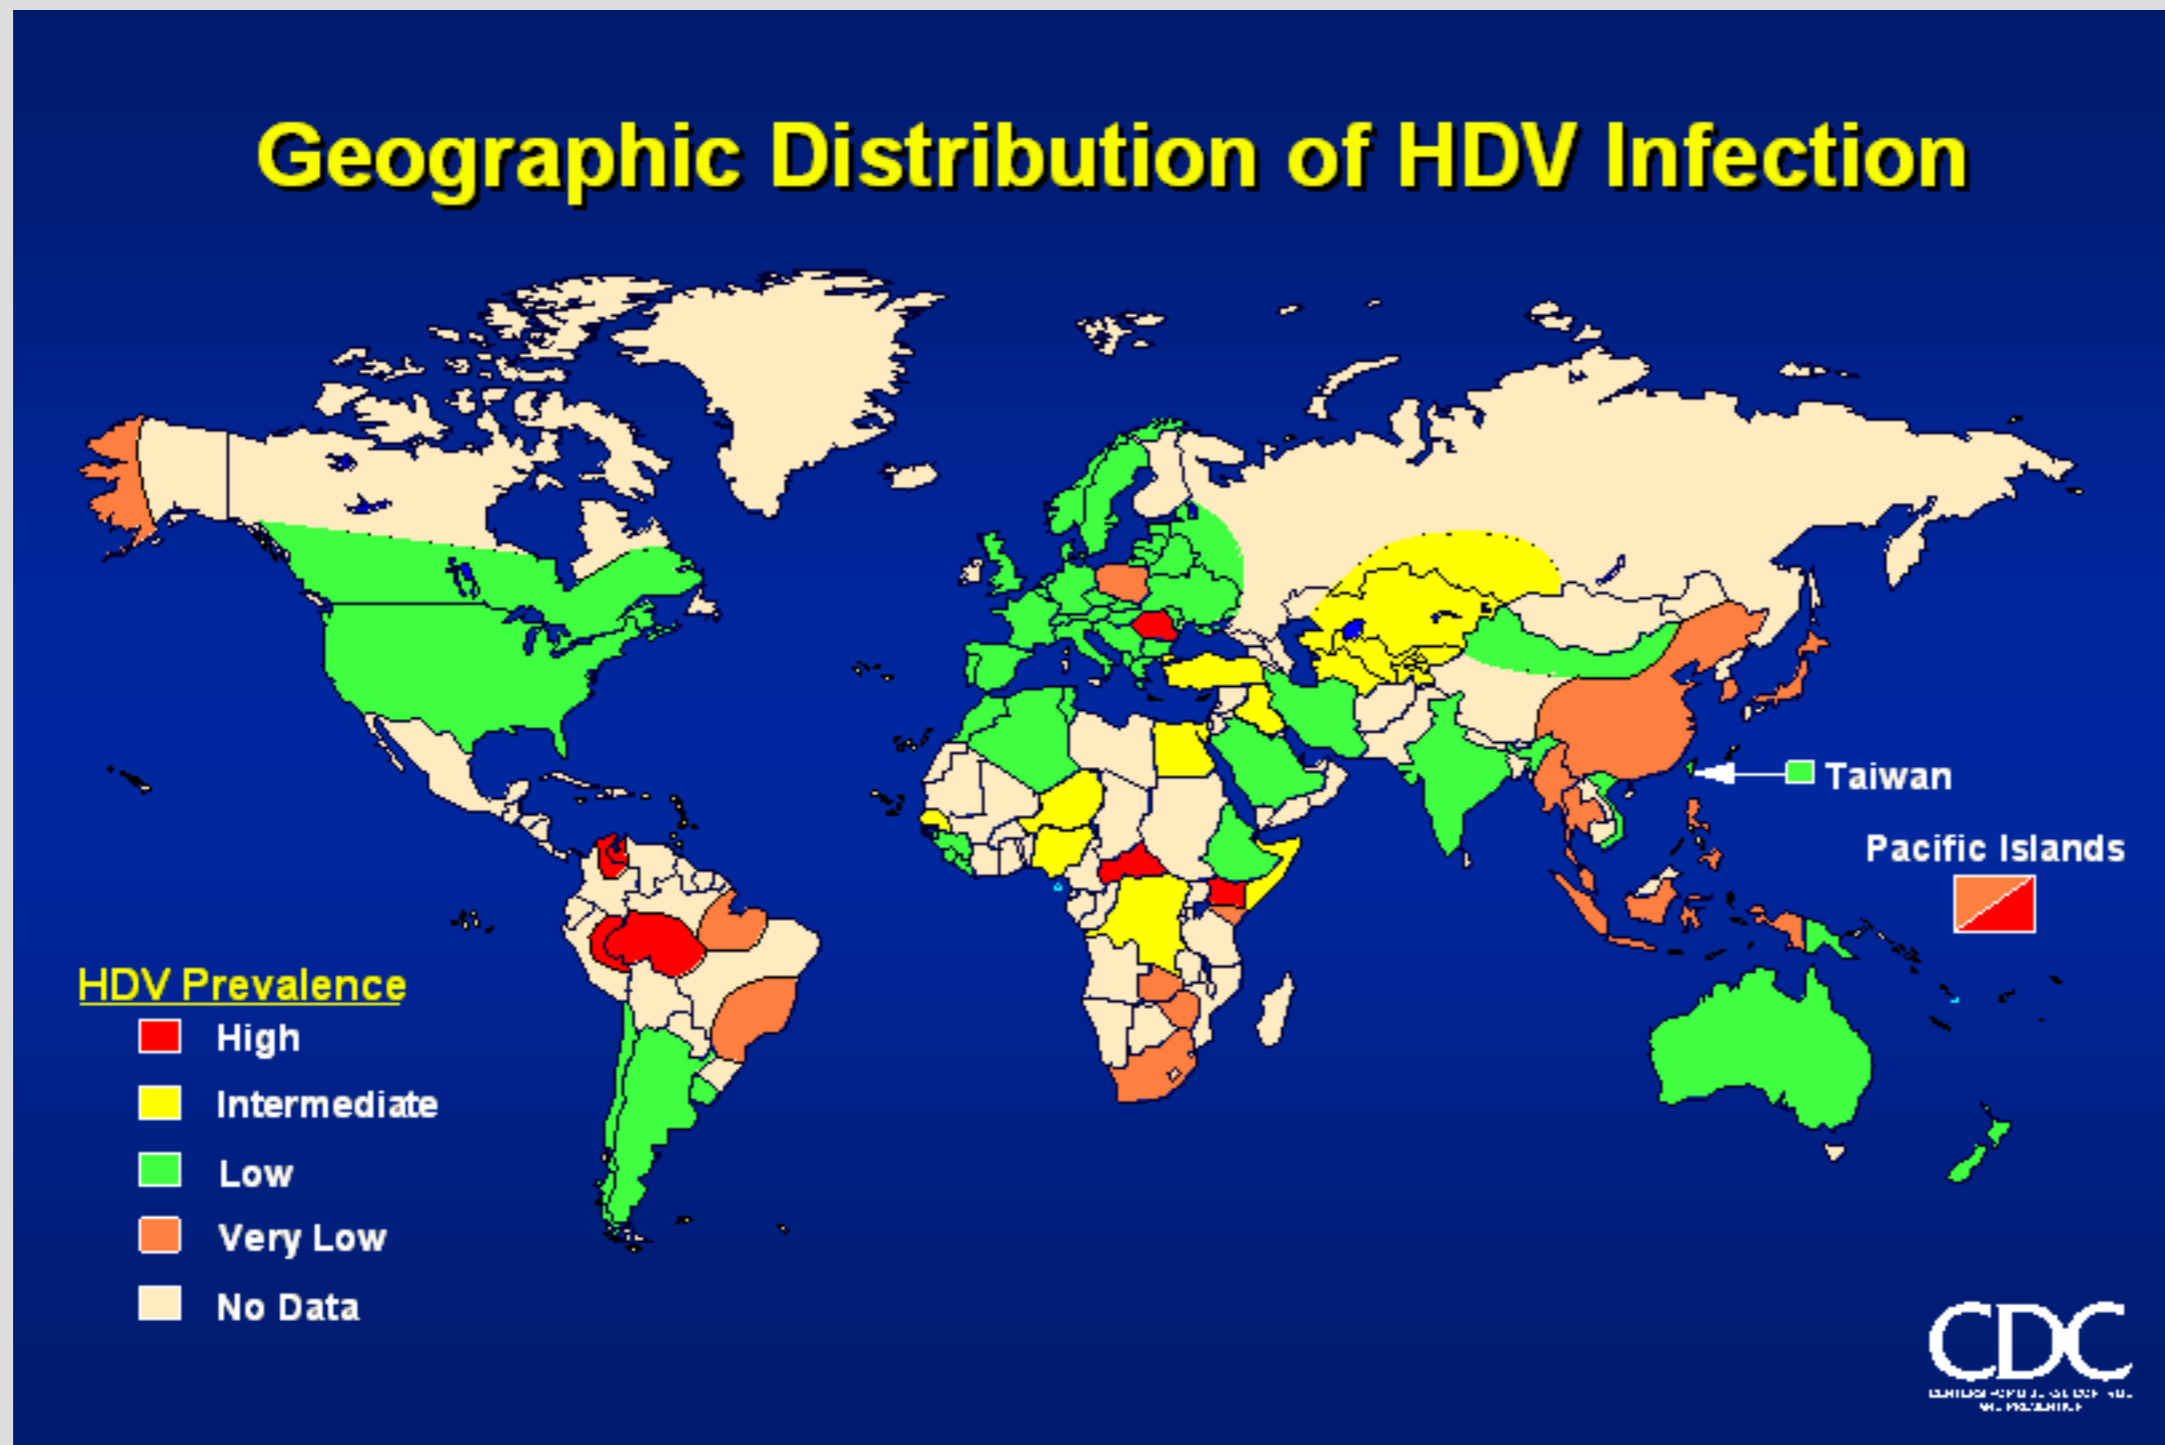 Geographic Distribution of HDV Infection
Taiwan
Pacific Islands
HDV Prevalence
High
Intermediate
Low
Very Low
No Data
CDC